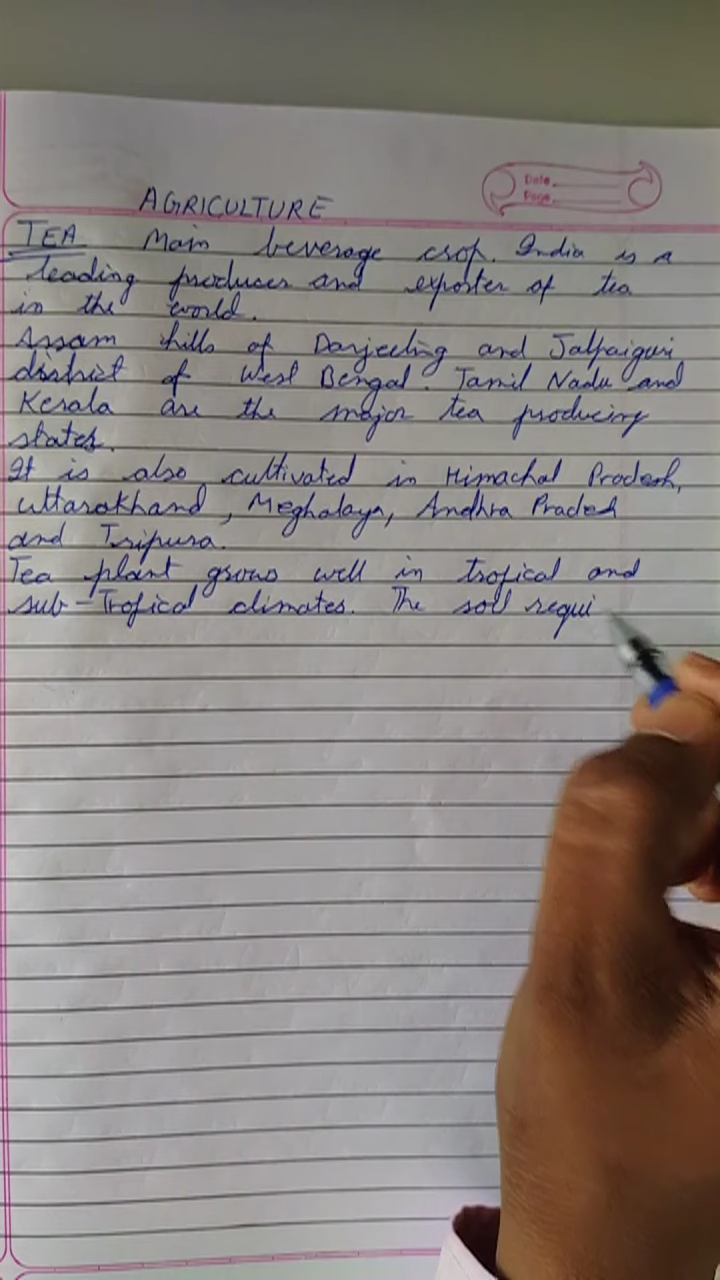 Date
Page
AGRICULTURE
TEA Main beverage crop. India is a
leading producer and exporter of tea
in the world.
Assam hills of Darjeeling and Jalpaiguri
district of West Bengal. Tamil Nadu and
Kerala are the major tea producing
states.
It is also cultivated in Himachal Pradesh,
Uttarakhand, Meghalaya, Andhra Pradesh
and Tripura.
Tea plant grows well in tropical and
sub-Tropical climates. The soil requi